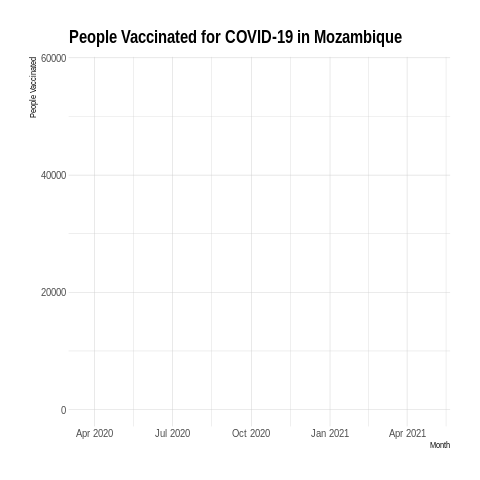 People Vaccinated for COVID-19 in Mozambique
People Vaccinated
60000
40000
20000
0
Apr 2020 Jul 2020 Oct 2020 Jan 2021 Apr 2021
Month